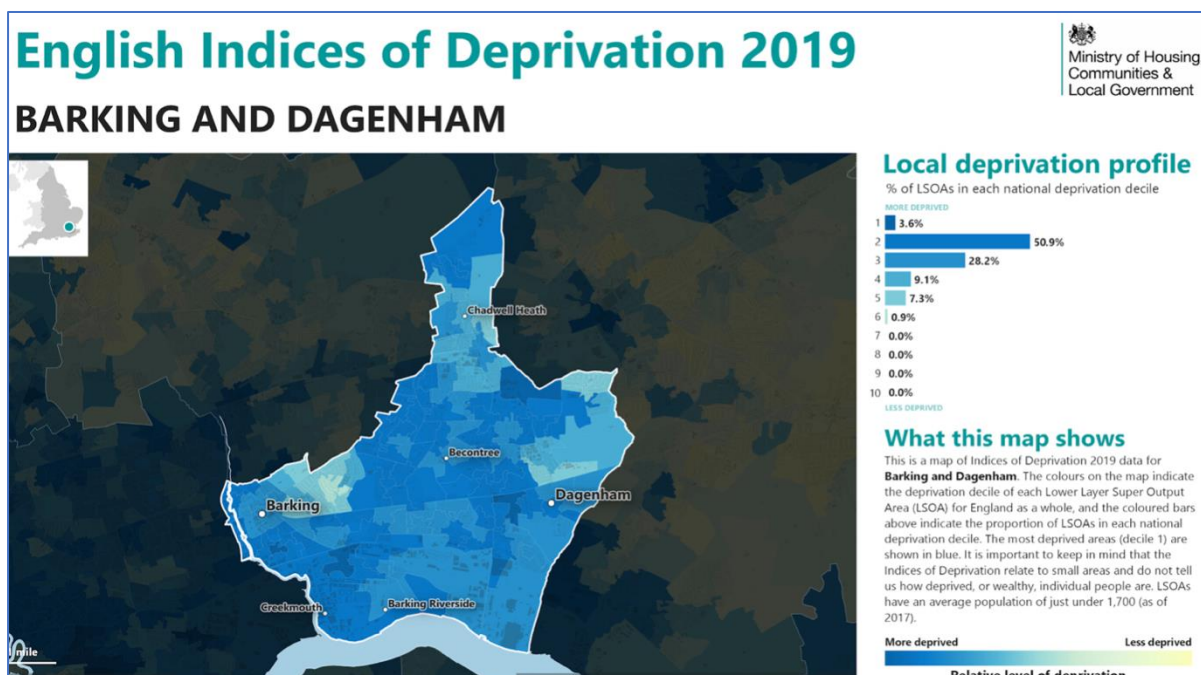 English Indices of Deprivation 2019
Ministry of Housing
Communities &
Local Government
BARKING AND DAGENHAM
Chadwell Heath
Becontree
Barking
Dagenham
Creekmouth
Barking Riverside
mile
Local deprivation profile
% of LSOAs in each national deprivation decile
MORE DEPRIVED
1 3.6%
2 50.9%
3 28.2%
4 9.1%
5 7.3%
6 0.9%
7 0.0%
8 0.0%
9 0.0%
10 0.0%
LESS DEPRIVED
What this map shows
This is a map of Indices of Deprivation 2019 data for
Barking and Dagenham. The colours on the map indicate
the deprivation decile of each Lower Layer Super Output
Area (LSOA) for England as a whole, and the coloured bars
above indicate the proportion of LSOAs in each national
deprivation decile. The most deprived areas (decile 1) are
shown in blue. It is important to keep in mind that the
Indices of Deprivation relate to small areas and do not tell
us how deprived, or wealthy, individual people are. LSOAs
have an average population of just under 1,700 (as of
2017).
More deprived Less deprived
Relative level of deprivation